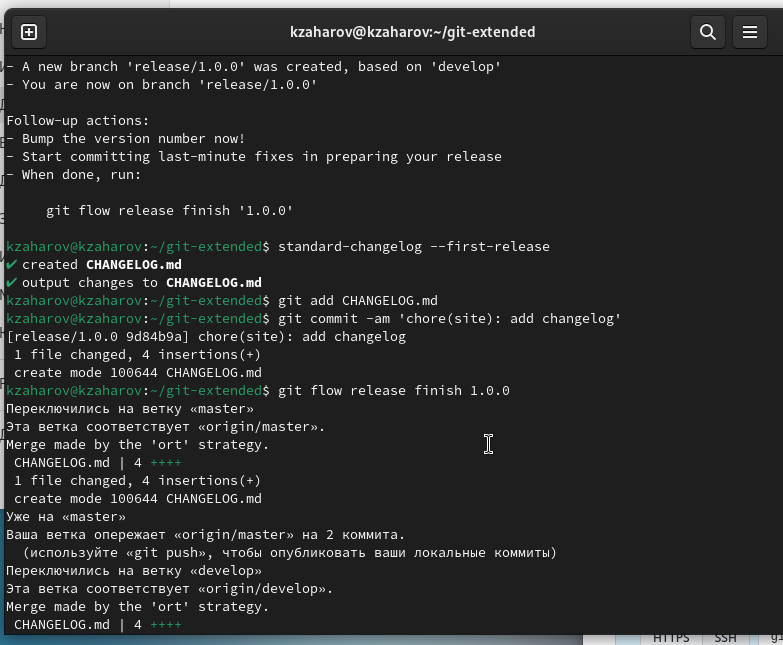 kzaharov@kzaharov:~/git-extended
- A new branch 'release/1.0.0' was created, based on 'develop'
- You are now on branch 'release/1.0.0'
Follow-up actions:
- Bump the version number now!
- Start committing last-minute fixes in preparing your release
- When done, run:
git flow release finish '1.0.0'
kzaharov@kzaharov:~/git-extended$ standard-changelog --first-release
✔ created CHANGELOG.md
✔ output changes to CHANGELOG.md
kzaharov@kzaharov:~/git-extended$ git add CHANGELOG.md
kzaharov@kzaharov:~/git-extended$ git commit -am 'chore(site): add changelog'
[release/1.0.0 9d84b9a] chore(site): add changelog
1 file changed, 4 insertions(+)
create mode 100644 CHANGELOG.md
kzaharov@kzaharov:~/git-extended$ git flow release finish 1.0.0
Переключились на ветку «master»
Эта ветка соответствует «origin/master».
Merge made by the 'ort' strategy.
CHANGELOG.md | 4 ++++
1 file changed, 4 insertions(+)
create mode 100644 CHANGELOG.md
Уже на «master»
Ваша ветка опережает «origin/master» на 2 коммита.
(используйте «git push», чтобы опубликовать ваши локальные коммиты)
Переключились на ветку «develop»
Эта ветка соответствует «origin/develop».
Merge made by the 'ort' strategy.
CHANGELOG.md | 4 ++++
HTTPS SSH